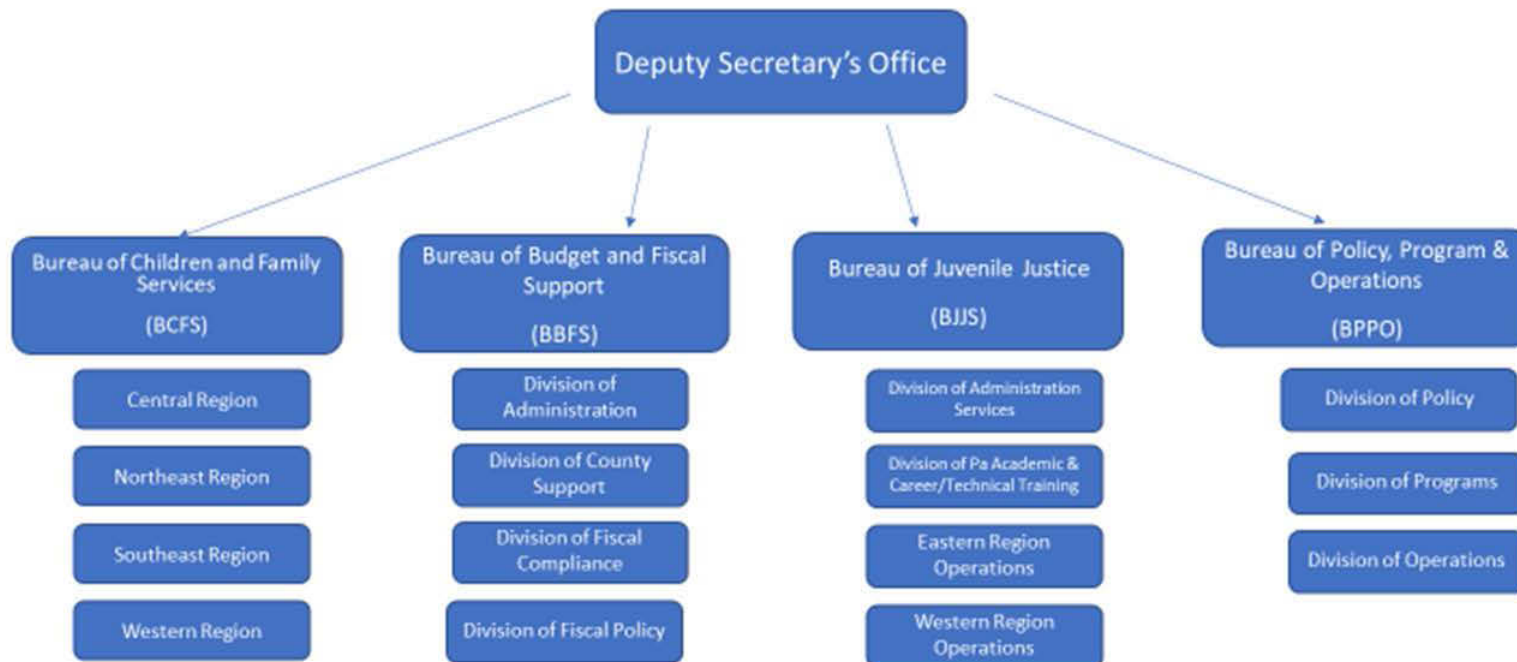 Deputy Secretary's Office
Bureau of Children and Family
Services
(BCFS)
Bureau of Budget and Fiscal
Support
(BBFS)
Bureau of Juvenile Justice
(BJJS)
Bureau of Policy, Program &
Operations
(BPPO)
Central Region
Northeast Region
Southeast Region
Western Region
Division of
Administration
Division of County
Support
Division of Fiscal
Compliance
Division of Fiscal Policy
Division of Administration
Services
Division of Pa Academic &
Career/Technical Training
Eastern Region
Operations
Western Region
Operations
Division of Policy
Division of Programs
Division of Operations